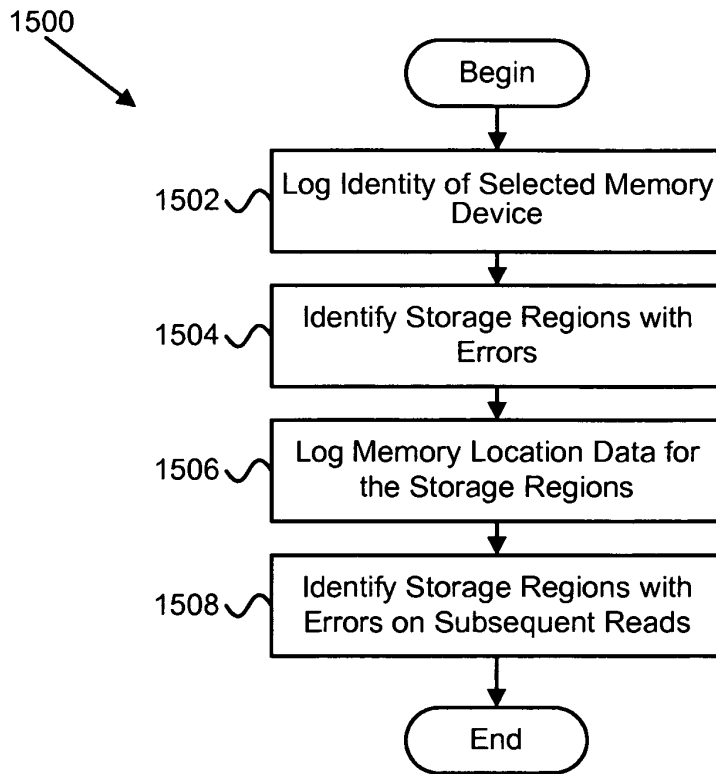 1500
Begin
1502
Log Identity of Selected Memory
Device
1504
Identify Storage Regions with
Errors
1506
Log Memory Location Data for
the Storage Regions
1508
Identify Storage Regions with
Errors on Subsequent Reads
End